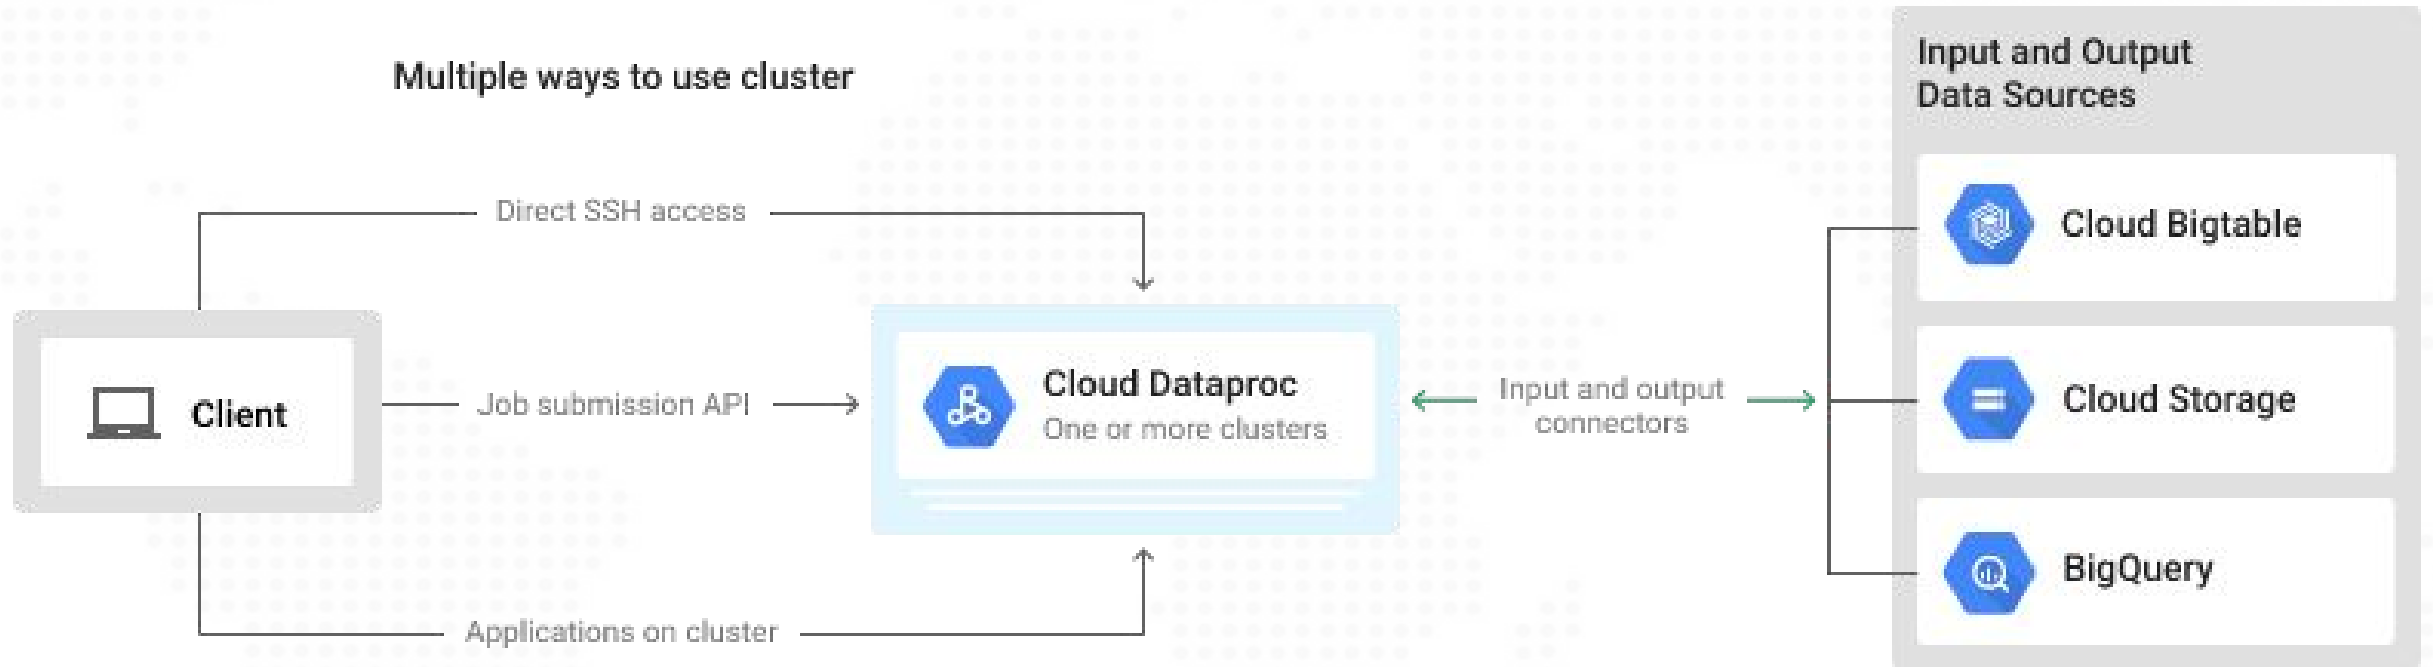 Multiple ways to use cluster
Direct SSH access
Client
Job submission API
Applications on cluster
Cloud Dataproc
One or more clusters
Input and output
connectors
Input and Output
Data Sources
Cloud Bigtable
Cloud Storage
BigQuery